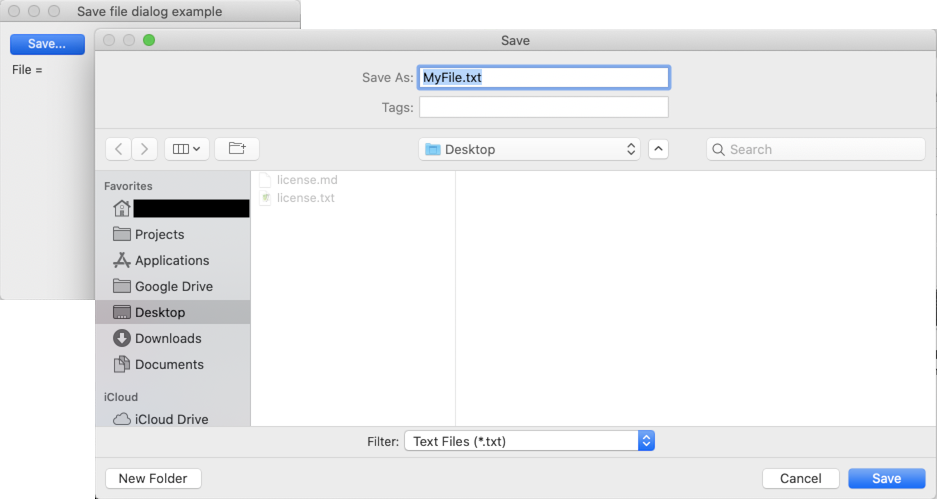 Save file dialog example
Save...
File =
Save
Save As: MyFile.txt
Tags:
Desktop
Search
Favorites
Projects
Applications
Google Drive
Desktop
Downloads
Documents
iCloud
iCloud Drive
license.md
license.txt
Filter: Text Files (*.txt)
New Folder
Cancel
Save